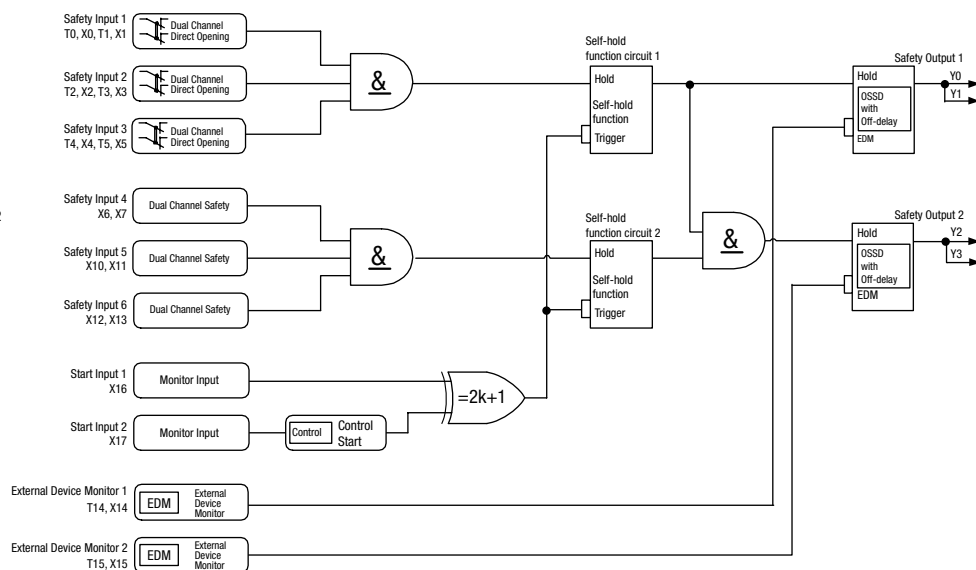 Safety Input 1
T0, X0, T1, X1
Dual Channel
Direct Opening
Safety Input 2
T2, X2, T3, X3
Dual Channel
Direct Opening
Safety Input 3
T4, X4, T5, X5
Dual Channel
Direct Opening
&
Self-hold
function circuit 1
Hold
Self-hold
function
Trigger
Safety Output 1
Hold
OSSD
with
Off-delay
EDM
Y0
Y1
2
Safety Input 4
X6, X7
Dual Channel Safety
Safety Input 5
X10, X11
Dual Channel Safety
Safety Input 6
X12, X13
Dual Channel Safety
&
Self-hold
function circuit 2
Hold
Self-hold
function
Trigger
&
Safety Output 2
Hold
OSSD
with
Off-delay
EDM
Y2
Y3
Start Input 1
X16
Monitor Input
Start Input 2
X17
Monitor Input
Control
Control
Start
=2k+1
External Device Monitor 1
T14, X14
EDM
External
Device
Monitor
External Device Monitor 2
T15, X15
EDM
External
Device
Monitor